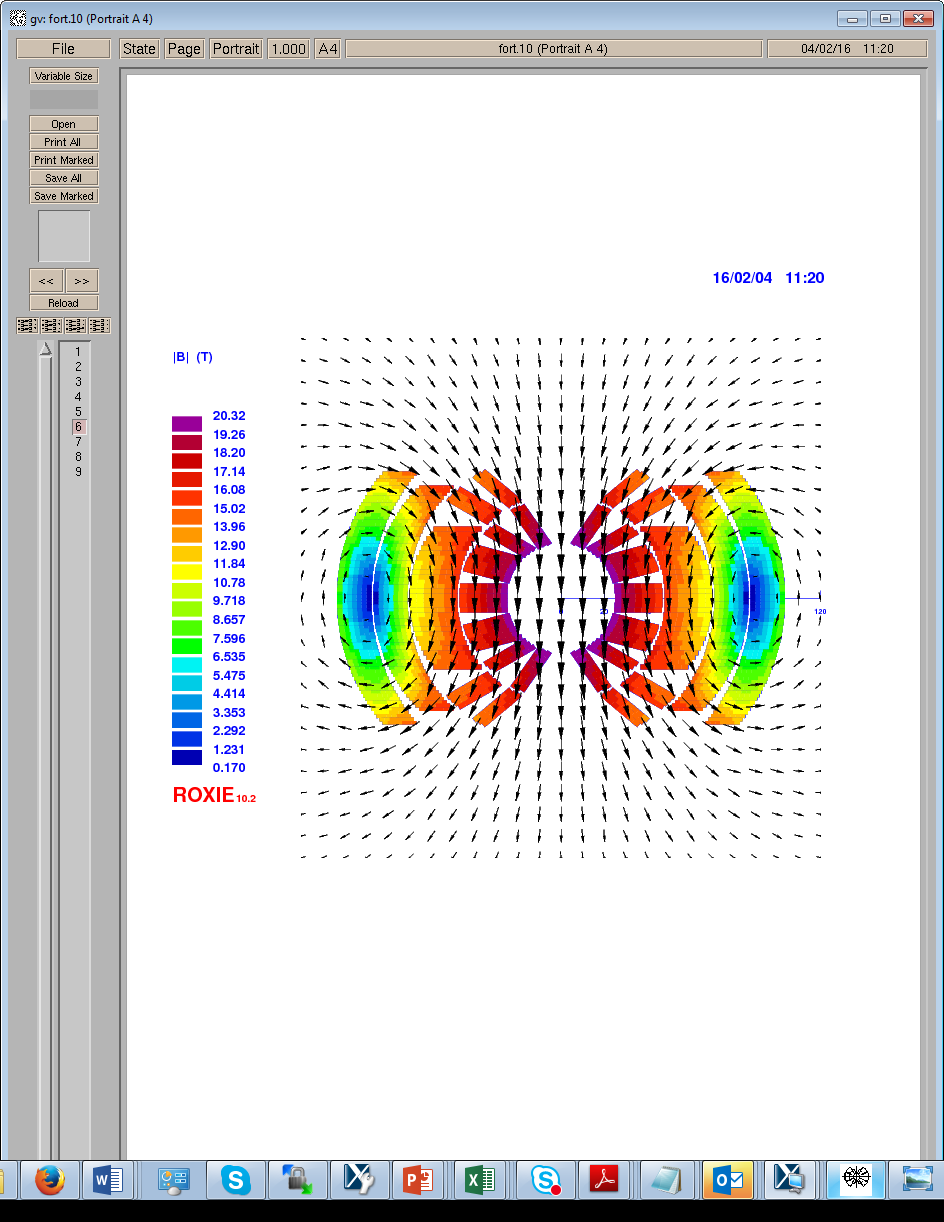 gv: fort.10 (Portrait A 4)
File State Page Portrait 1.000 A4 fort.10 (Portrait A 4) 04/02/16 11:20
Variable Size
Open
Print All
Print Marked
Save All
Save Marked
<< >>
Reload
1
2
3
4
5
6
7
8
9
16/02/04 11:20
|B| (T)
20.32
19.26
18.20
17.14
16.08
15.02
13.96
12.90
11.84
10.78
9.718
8.657
7.596
6.535
5.475
4.414
3.353
2.292
1.231
0.170
ROXIE 10.2
120